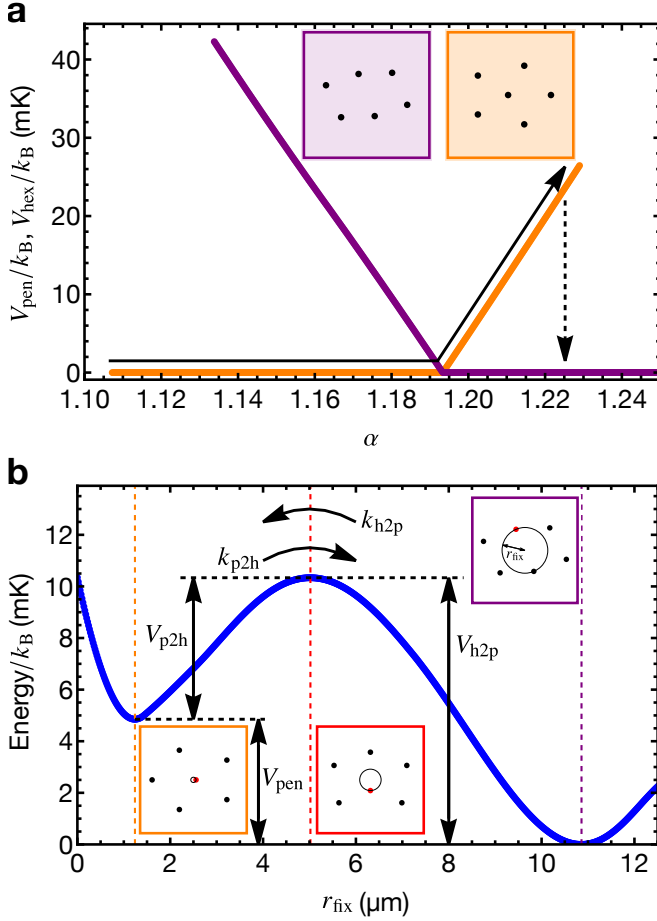 a
V_pen/k_B, V_hex/k_B (mK)
40
30
20
10
0
1.10 1.12 1.14 1.16 1.18 1.20 1.22 1.24
α
b
Energy/k_B (mK)
12
10
8
6
4
2
0
k_h2p
k_p2h
r_fix
V_p2h
V_h2p
V_pen
0 2 4 6 8 10 12
r_fix (μm)